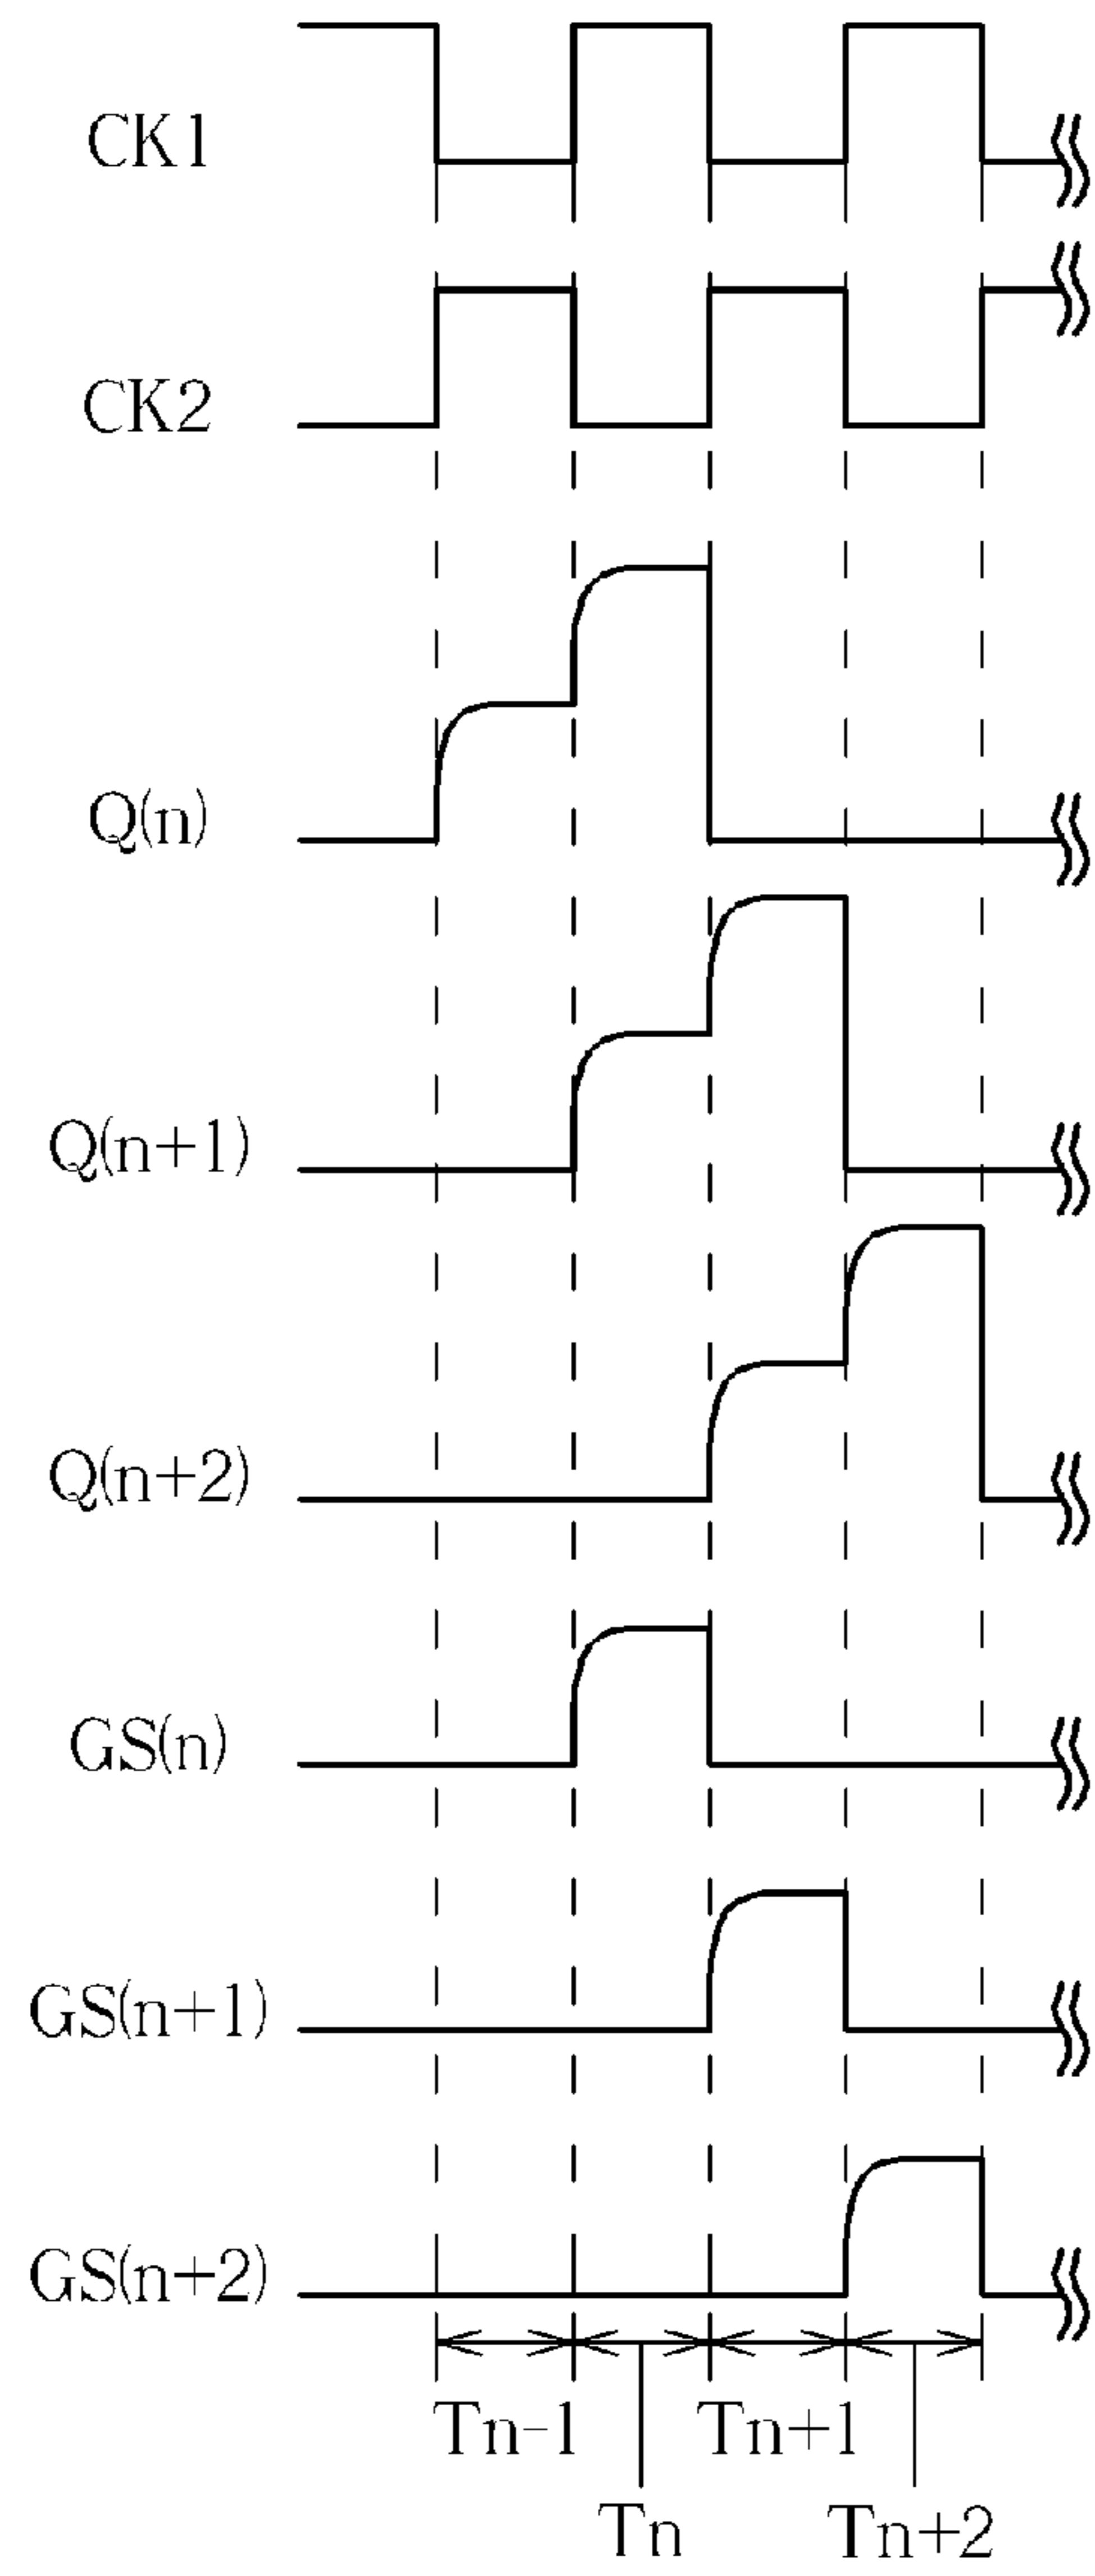 CK1
CK2
Q(n)
Q(n+1)
Q(n+2)
GS(n)
GS(n+1)
GS(n+2)
Tn-1
Tn+1
Tn
Tn+2